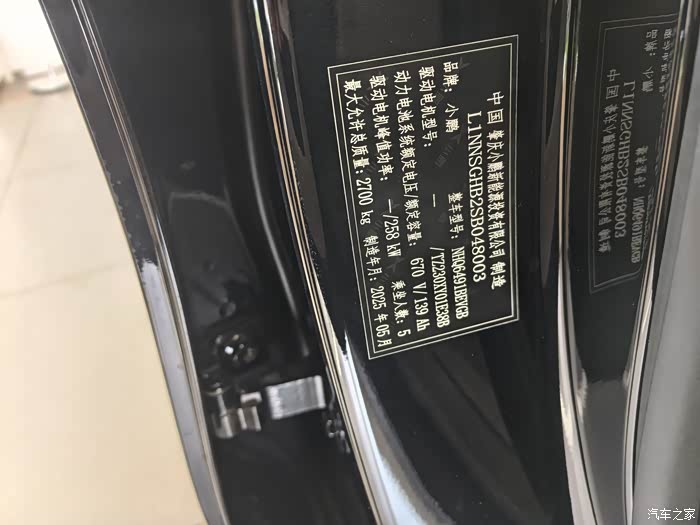 中国 肇庆小鹏新能源投资有限公司 制造
L1NNSGHB2SB048003
品牌：小鹏 整车型号：NHQ6491BEVGB
驱动电机型号： — /TZ230XY01E38B
动力电池系统额定电压/额定容量： 670 V/139 Ah
驱动电机峰值功率： —/258 kW 乘坐人数：5
最大允许总质量：2700 kg 制造年月：2025 年 05 月
汽车之家